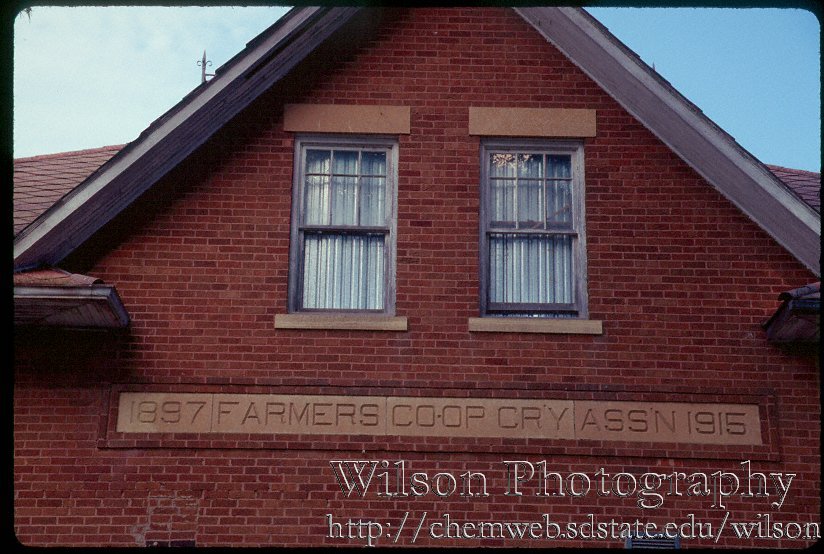 1897 FARMERS CO·OP CR'Y ASS'N 1915
Wilson Photography
http://chemweb.sdstate.edu/wilson